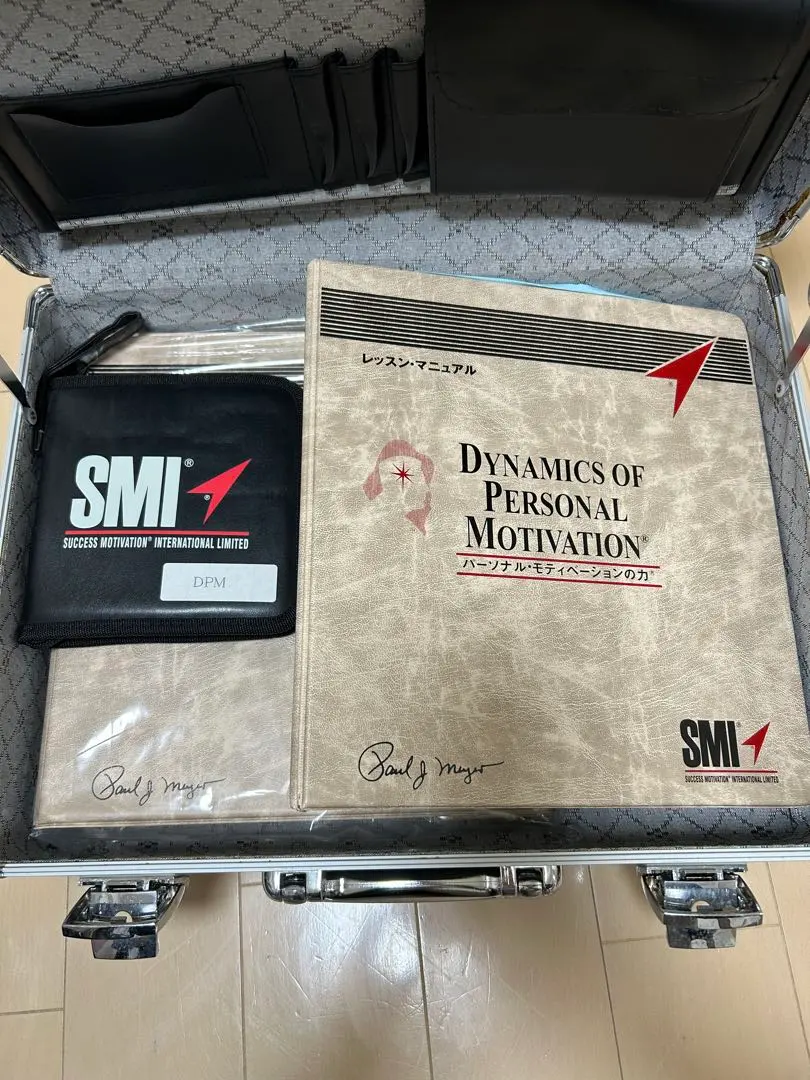 SMI®
®
SUCCESS MOTIVATION® INTERNATIONAL LIMITED
DPM
Paul J Meyer
レッスン・マニュアル
DYNAMICS OF
PERSONAL
MOTIVATION®
パーソナル・モティベーションの力®
Paul J Meyer
SMI®
SUCCESS MOTIVATION® INTERNATIONAL LIMITED